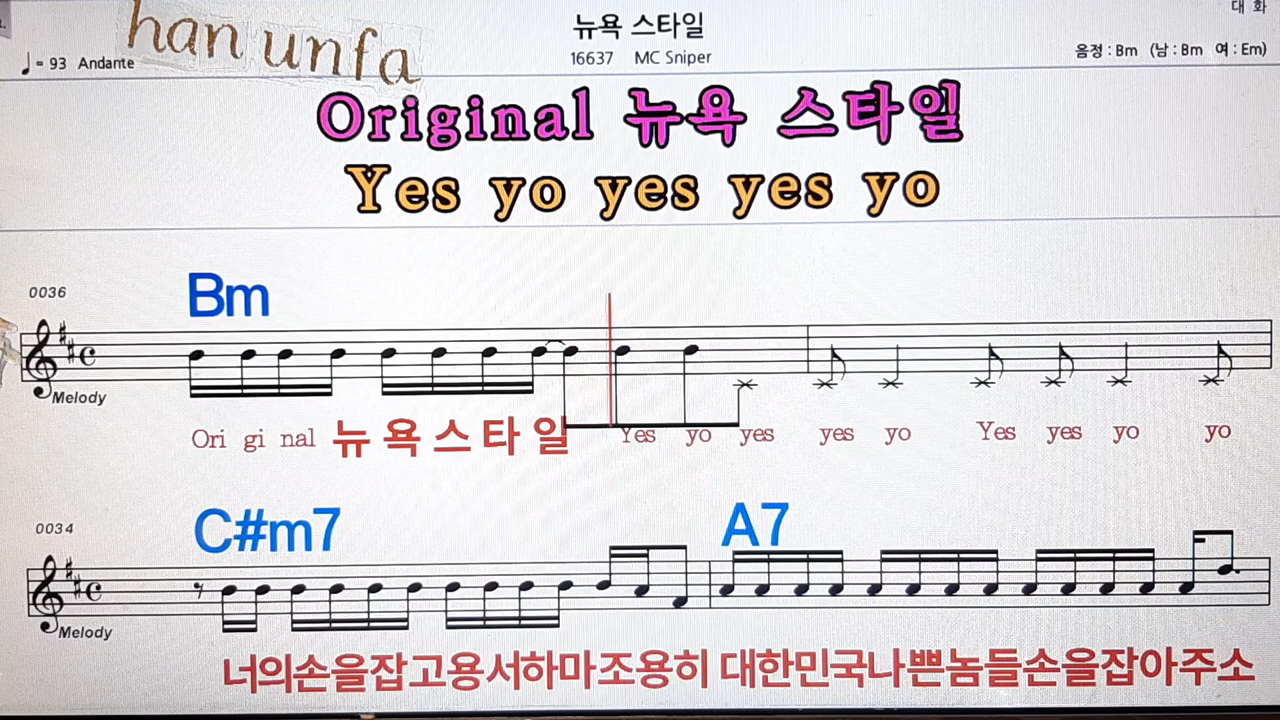 han unfa
뉴욕 스타일
대 화
♩= 93 Andante
16637 MC Sniper
음정 : Bm (남 : Bm 여 : Em)
Original 뉴욕 스타일
Yes yo yes yes yo
0036
Bm
Melody
Ori gi nal 뉴 욕 스 타 일 Yes yo yes yes yo Yes yes yo yo
0034
C#m7 A7
Melody
너의손을잡고용서하마조용히 대한민국나쁜놈들손을잡아주소